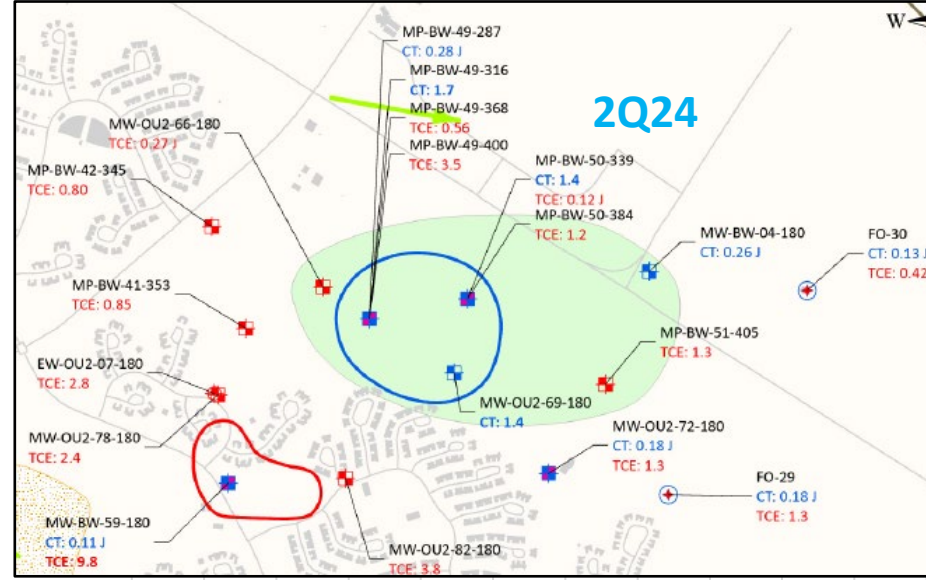 W
MP-BW-49-287
CT: 0.28 J
MP-BW-49-316
CT: 1.7
MP-BW-49-368
TCE: 0.56
MP-BW-49-400
TCE: 3.5
2Q24
MW-OU2-66-180
TCE: 0.27 J
MP-BW-42-345
TCE: 0.80
MP-BW-50-339
CT: 1.4
TCE: 0.12 J
MP-BW-50-384
TCE: 1.2
MW-BW-04-180
CT: 0.26 J
FO-30
CT: 0.13 J
TCE: 0.42
MP-BW-41-353
TCE: 0.85
MP-BW-51-405
TCE: 1.3
EW-OU2-07-180
TCE: 2.8
MW-OU2-69-180
CT: 1.4
MW-OU2-78-180
TCE: 2.4
MW-OU2-72-180
CT: 0.18 J
TCE: 1.3
FO-29
CT: 0.18 J
TCE: 1.3
MW-BW-59-180
CT: 0.11 J
TCE: 9.8
MW-OU2-82-180
TCE: 3.8